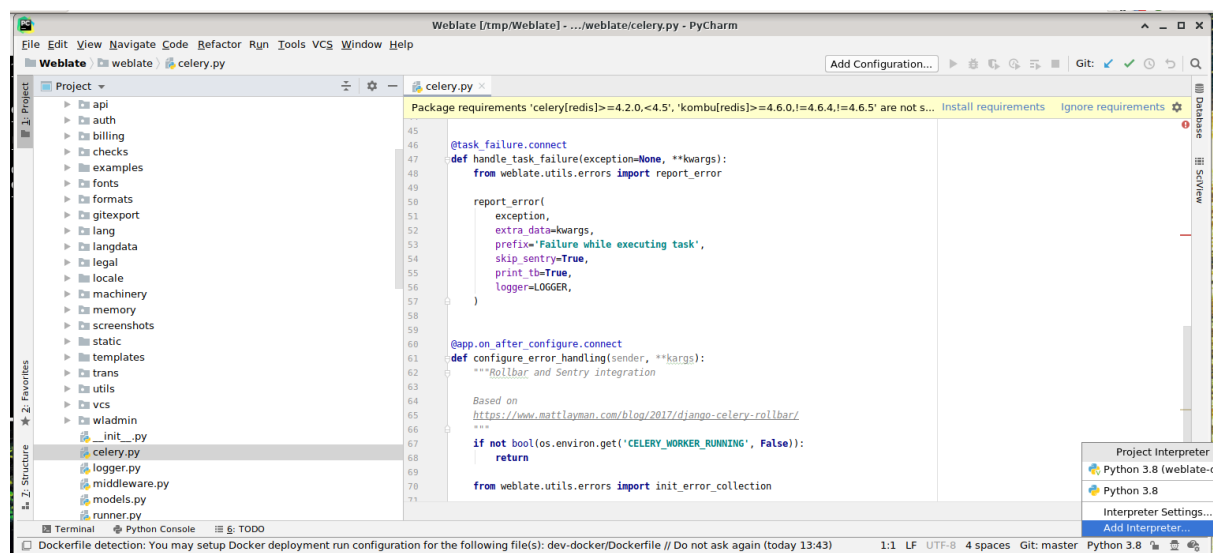 Weblate [/tmp/Weblate] - .../weblate/celery.py - PyCharm
File Edit View Navigate Code Refactor Run Tools VCS Window Help
Weblate weblate celery.py
Add Configuration... Git:
1: Project
Project
api
auth
billing
checks
examples
fonts
formats
gitexport
lang
langdata
legal
locale
machinery
memory
screenshots
static
templates
trans
utils
vcs
wladmin
__init__.py
celery.py
logger.py
middleware.py
models.py
runner.py
2: Favorites
Z: Structure
celery.py
Package requirements 'celery[redis]>=4.2.0,<4.5', 'kombu[redis]>=4.6.0,!=4.6.4,!=4.6.5' are not s... Install requirements Ignore requirements
45
46 @task_failure.connect
47 def handle_task_failure(exception=None, **kwargs):
48 from weblate.utils.errors import report_error
49
50 report_error(
51 exception,
52 extra_data=kwargs,
53 prefix='Failure while executing task',
54 skip_sentry=True,
55 print_tb=True,
56 logger=LOGGER,
57 )
58
59
60 @app.on_after_configure.connect
61 def configure_error_handling(sender, **kargs):
62 """Rollbar and Sentry integration
63
64 Based on
65 https://www.mattlayman.com/blog/2017/django-celery-rollbar/
66 """
67 if not bool(os.environ.get('CELERY_WORKER_RUNNING', False)):
68 return
69
70 from weblate.utils.errors import init_error_collection
71
Database
SciView
Project Interpreter
Python 3.8 (weblate-
Python 3.8
Interpreter Settings...
Add Interpreter...
Terminal Python Console 6: TODO
Dockerfile detection: You may setup Docker deployment run configuration for the following file(s): dev-docker/Dockerfile // Do not ask again (today 13:43) 1:1 LF UTF-8 4 spaces Git: master Python 3.8